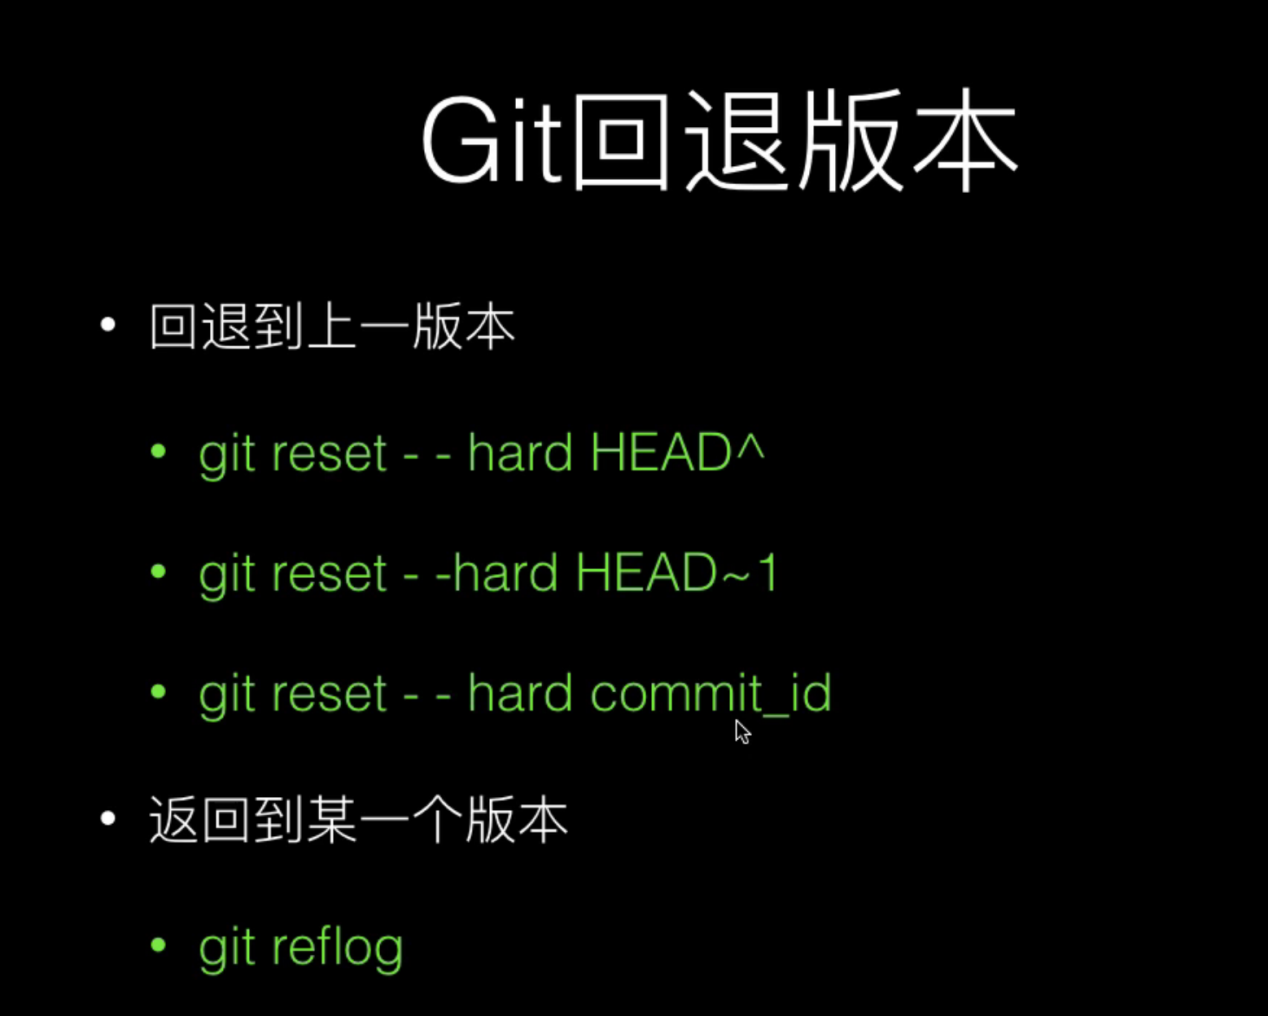 Git回退版本
• 回退到上一版本
• git reset - - hard HEAD^
• git reset - -hard HEAD~1
• git reset - - hard commit_id
• 返回到某一个版本
• git reflog